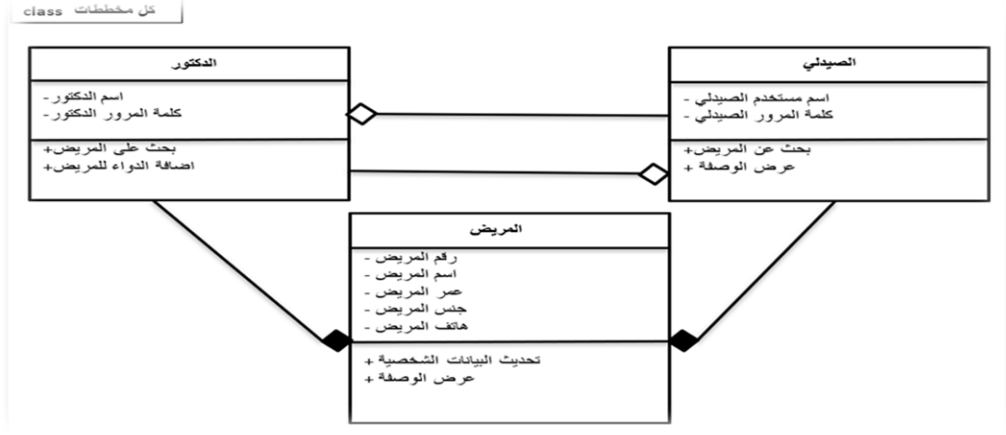 كل مخططات class
الدكتور
- اسم الدكتور
- كلمة المرور الدكتور
+ بحث على المريض
+ اضافة الدواء للمريض
الصيدلي
- اسم مستخدم الصيدلي
- كلمة المرور الصيدلي
+ بحث عن المريض
+ عرض الوصفة
المريض
- رقم المريض
- اسم المريض
- عمر المريض
- جنس المريض
- هاتف المريض
+ تحديث البيانات الشخصية
+ عرض الوصفة